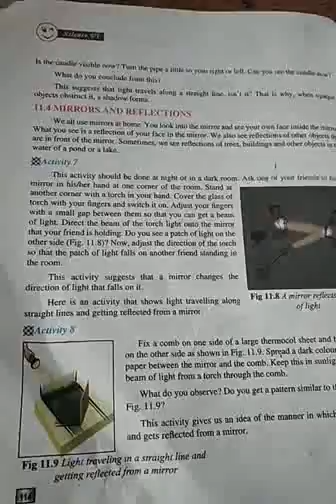 Science VI
Is the candle visible now? Turn the pipe a little to your right or left. Can you see the candle now?
What do you conclude from this?
This suggests that light travels along a straight line, isn't it? That is why, when opaque
objects obstruct it, a shadow forms.
11.4 MIRRORS AND REFLECTIONS
We all use mirrors at home. You look into the mirror and see your own face inside the mirror
What you see is a reflection of your face in the mirror. We also see reflections of other objects
are in front of the mirror. Sometimes, we see reflections of trees, buildings and other objects in
water of a pond or a lake.
Activity 7
This activity should be done at night or in a dark room. Ask one of your friends to
mirror in his/her hand at one corner of the room. Stand at
another corner with a torch in your hand. Cover the glass of
torch with your fingers and switch it on. Adjust your fingers
with a small gap between them so that you can get a beam
of light. Direct the beam of the torch light onto the mirror
that your friend is holding. Do you see a patch of light on the
other side (Fig. 11.8)? Now, adjust the direction of the torch
so that the patch of light falls on another friend standing in
the room.
Fig 11.8 A mirror reflects
of light
This activity suggests that a mirror changes the
direction of light that falls on it.
Here is an activity that shows light travelling along
straight lines and getting reflected from a mirror.
Activity 8
Fix a comb on one side of a large thermocol sheet and
on the other side as shown in Fig. 11.9. Spread a dark colour
paper between the mirror and the comb. Keep this in sunlig
beam of light from a torch through the comb.
What do you observe? Do you get a pattern similar to
Fig. 11.9?
This activity gives us an idea of the manner in which
and gets reflected from a mirror.
Fig 11.9 Light traveling in a straight line and
getting reflected from a mirror
114